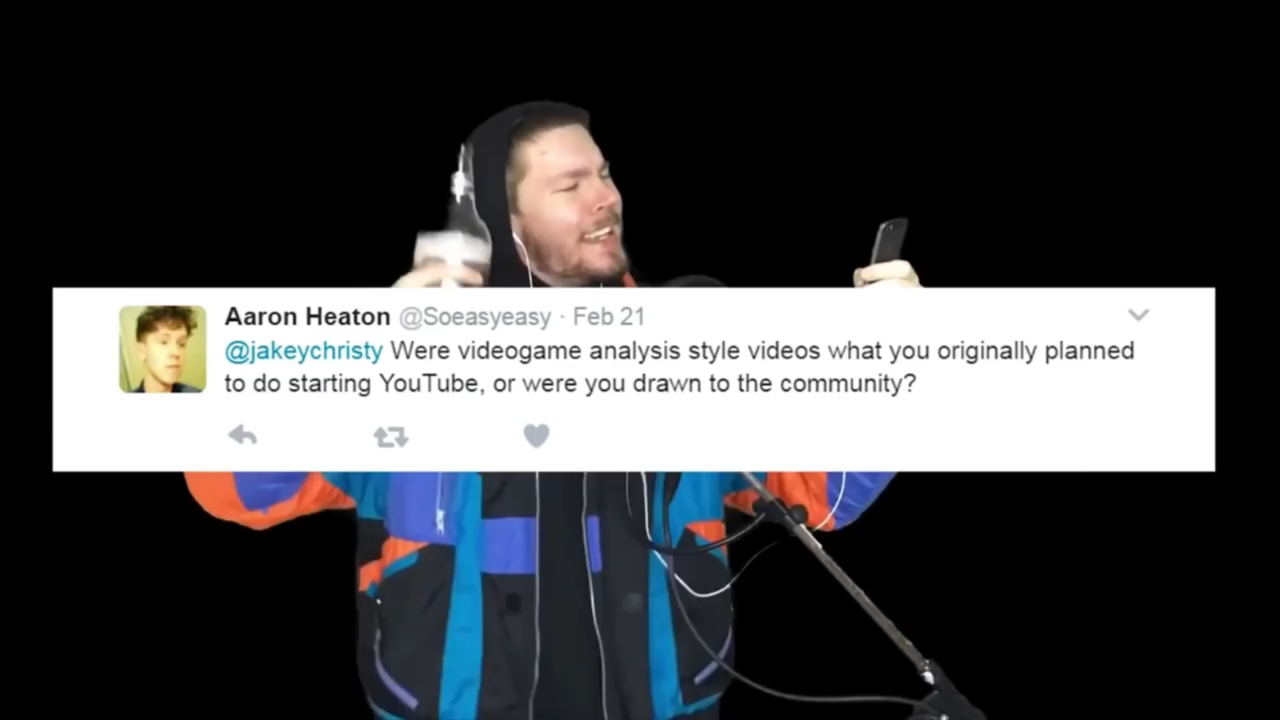 Aaron Heaton @Soeasyeasy · Feb 21
@jakeychristy Were videogame analysis style videos what you originally planned
to do starting YouTube, or were you drawn to the community?